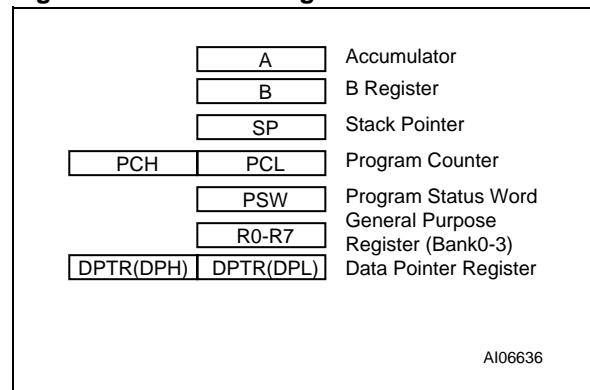 A Accumulator
B B Register
SP Stack Pointer
PCH PCL Program Counter
PSW Program Status Word
R0-R7 General Purpose
Register (Bank0-3)
DPTR(DPH) DPTR(DPL) Data Pointer Register
AI06636